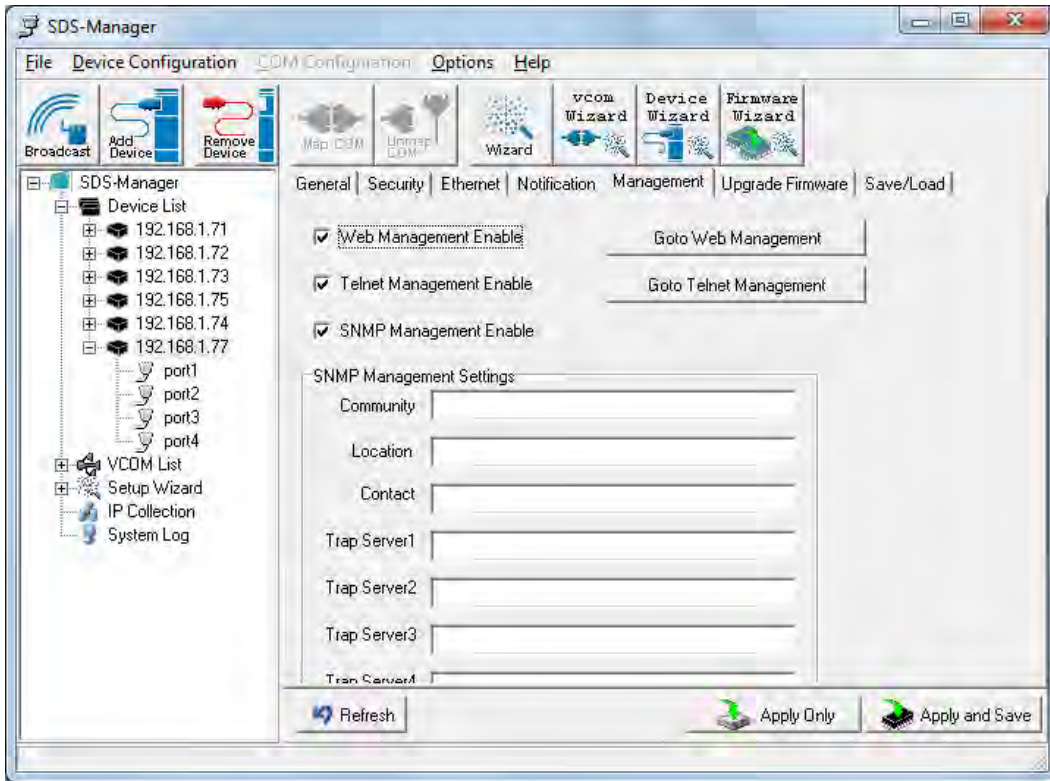 SDS-Manager
File Device Configuration COM Configuration Options Help
Broadcast
Add Device
Remove Device
Map COM
Unmap COM
Wizard
vcom Wizard
Device Wizard
Firmware Wizard
SDS-Manager
Device List
192.168.1.71
192.168.1.72
192.168.1.73
192.168.1.75
192.168.1.74
192.168.1.77
port1
port2
port3
port4
VCOM List
Setup Wizard
IP Collection
System Log
General Security Ethernet Notification Management Upgrade Firmware Save/Load
Web Management Enable Goto Web Management
Telnet Management Enable Goto Telnet Management
SNMP Management Enable
SNMP Management Settings
Community
Location
Contact
Trap Server1
Trap Server2
Trap Server3
Trap Server4
Refresh Apply Only Apply and Save